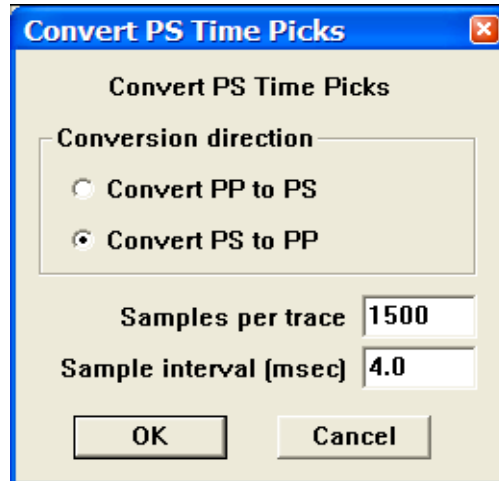 Convert PS Time Picks
Convert PS Time Picks
Conversion direction
Convert PP to PS
Convert PS to PP
Samples per trace 1500
Sample interval (msec) 4.0
OK Cancel